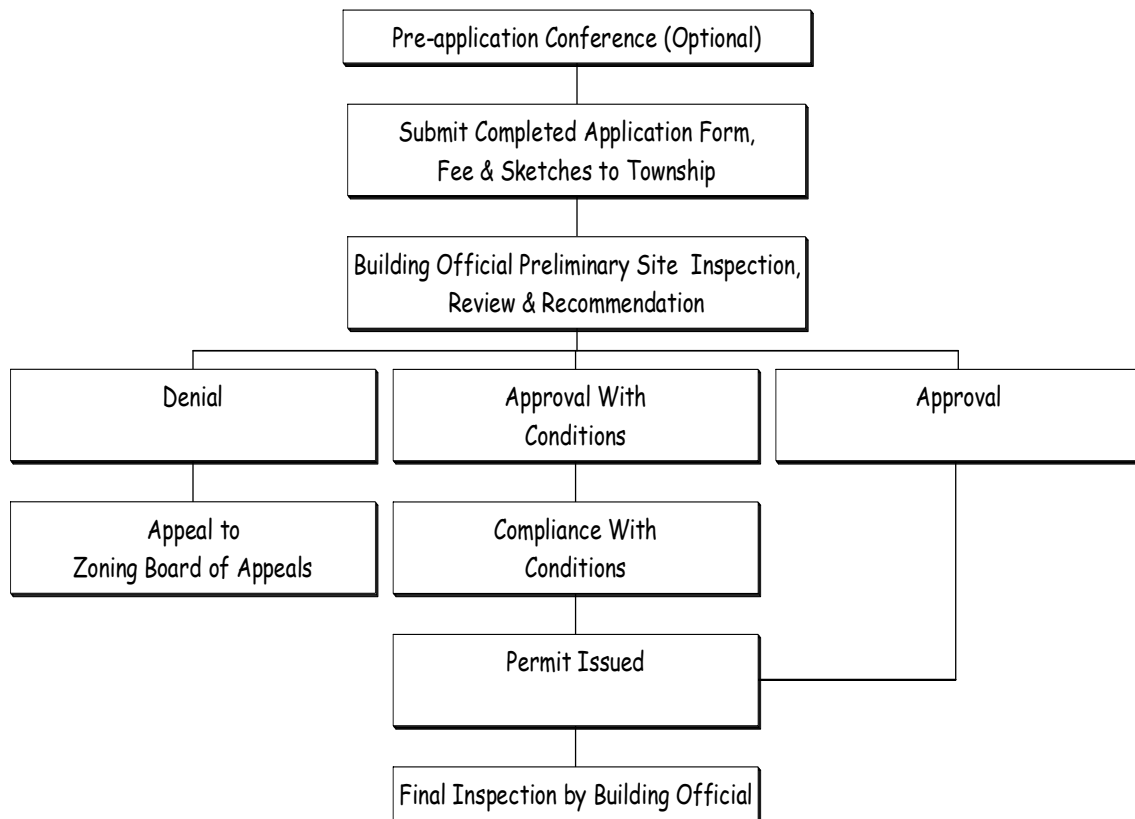 Pre-application Conference (Optional)
Submit Completed Application Form,
Fee & Sketches to Township
Building Official Preliminary Site Inspection,
Review & Recommendation
Denial
Approval With
Conditions
Approval
Appeal to
Zoning Board of Appeals
Compliance With
Conditions
Permit Issued
Final Inspection by Building Official